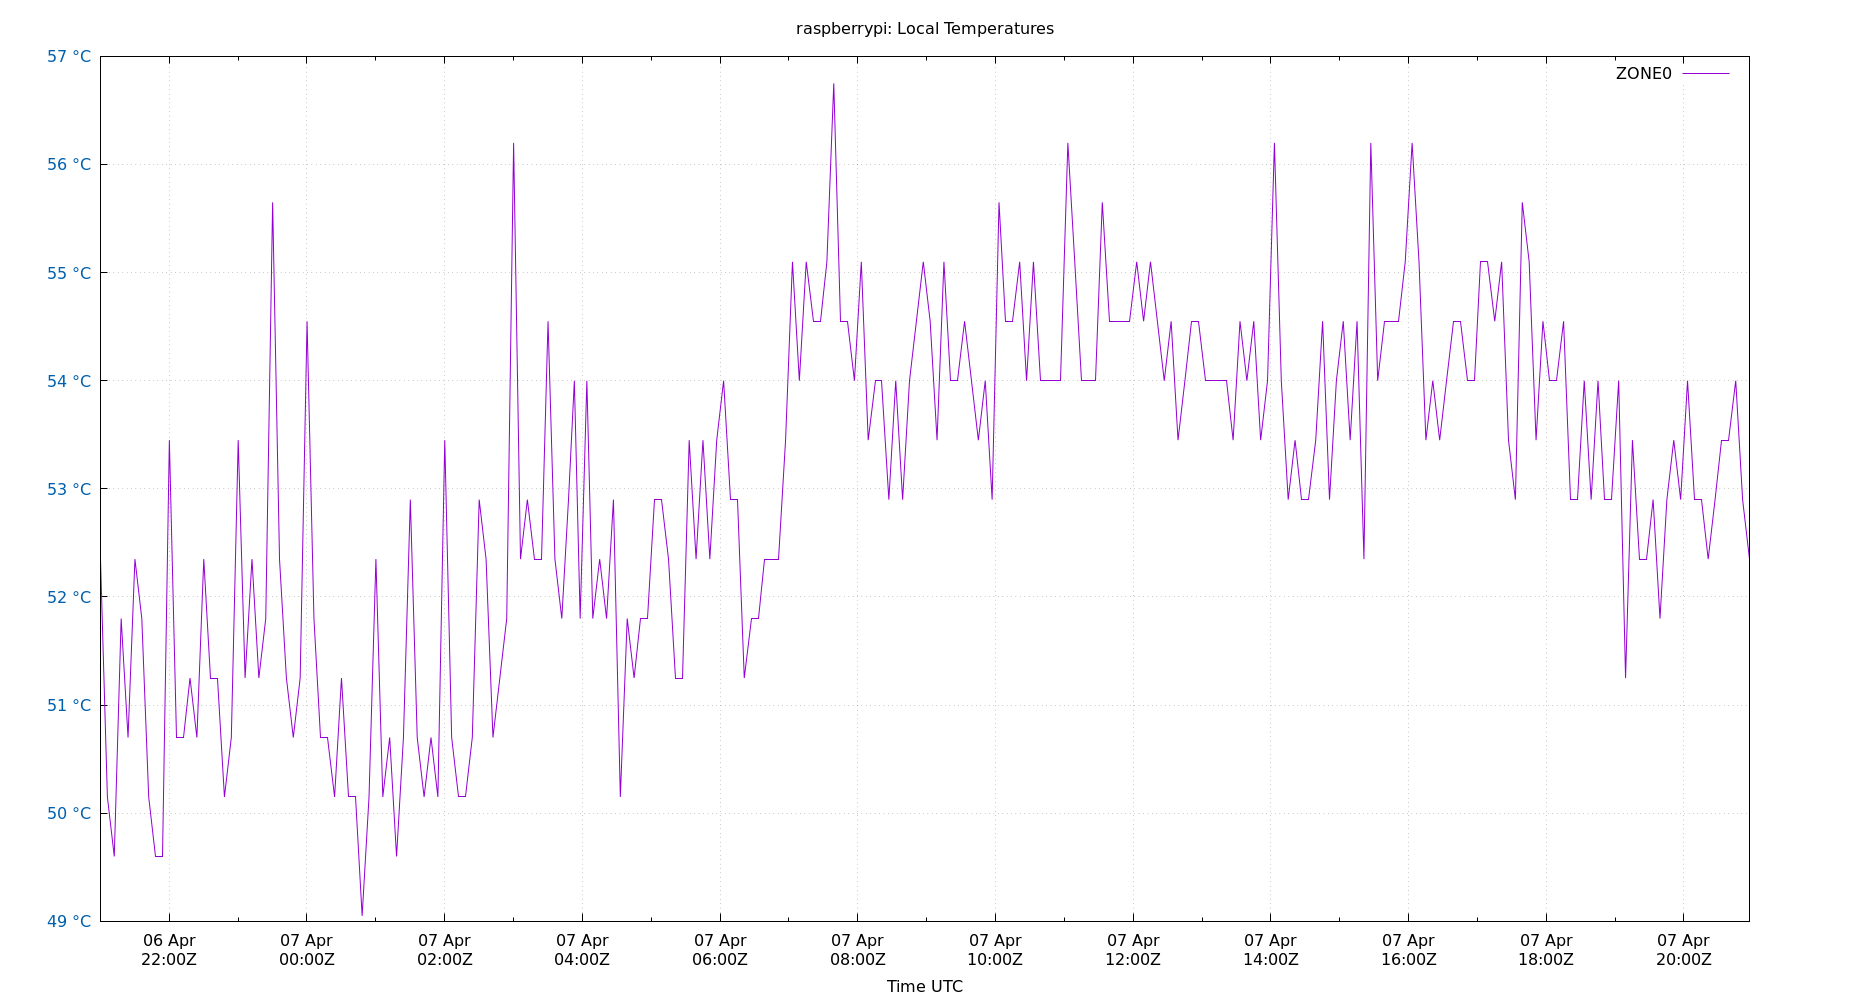 raspberrypi: Local Temperatures
57 °C
ZONE0
56 °C
55 °C
54 °C
53 °C
52 °C
51 °C
50 °C
49 °C
06 Apr 07 Apr 07 Apr 07 Apr 07 Apr 07 Apr 07 Apr 07 Apr 07 Apr 07 Apr 07 Apr 07 Apr
22:00Z 00:00Z 02:00Z 04:00Z 06:00Z 08:00Z 10:00Z 12:00Z 14:00Z 16:00Z 18:00Z 20:00Z
Time UTC